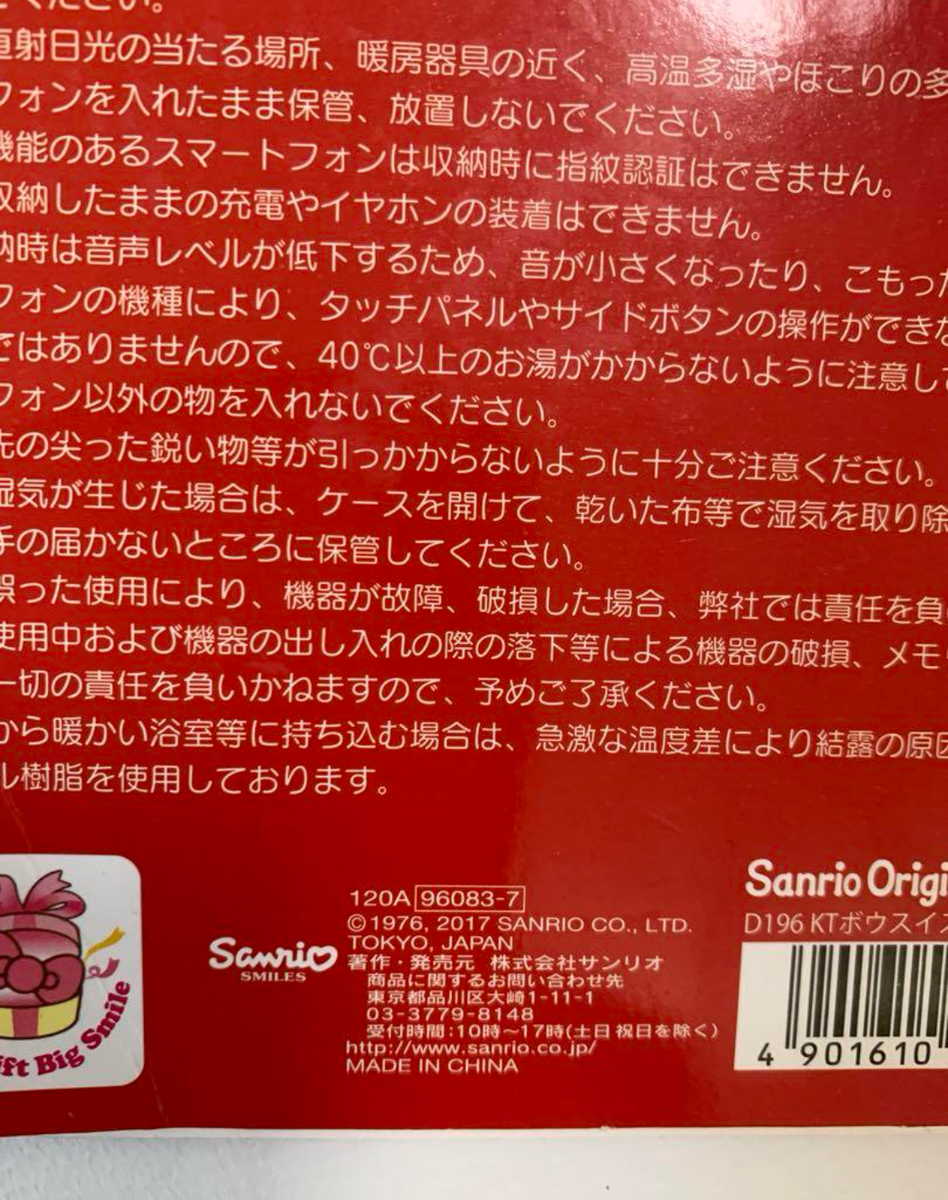 ください。
直射日光の当たる場所、暖房器具の近く、高温多湿やほこりの多
フォンを入れたまま保管、放置しないでください。
機能のあるスマートフォンは収納時に指紋認証はできません。
収納したままの充電やイヤホンの装着はできません。
納時は音声レベルが低下するため、音が小さくなったり、こもっ
フォンの機種により、タッチパネルやサイドボタンの操作ができ
ではありませんので、40℃以上のお湯がかからないように注意し
フォン以外の物を入れないでください。
先の尖った鋭い物等が引っかからないように十分ご注意ください。
湿気が生じた場合は、ケースを開けて、乾いた布等で湿気を取り除
手の届かないところに保管してください。
誤った使用により、機器が故障、破損した場合、弊社では責任を負
使用中および機器の出し入れの際の落下等による機器の破損、メモ
一切の責任を負いかねますので、予めご了承ください。
から暖かい浴室等に持ち込む場合は、急激な温度差により結露の原因
ル樹脂を使用しております。
ift Big Smile
Sanrio
SMILES
120A 96083-7
©1976, 2017 SANRIO CO., LTD.
TOKYO, JAPAN
著作・発売元 株式会社サンリオ
商品に関するお問い合わせ先
東京都品川区大崎1-11-1
03-3779-8148
受付時間:10時～17時(土日祝日を除く)
http://www.sanrio.co.jp/
MADE IN CHINA
Sanrio Origi
D196 KTボウスイ
4 901610